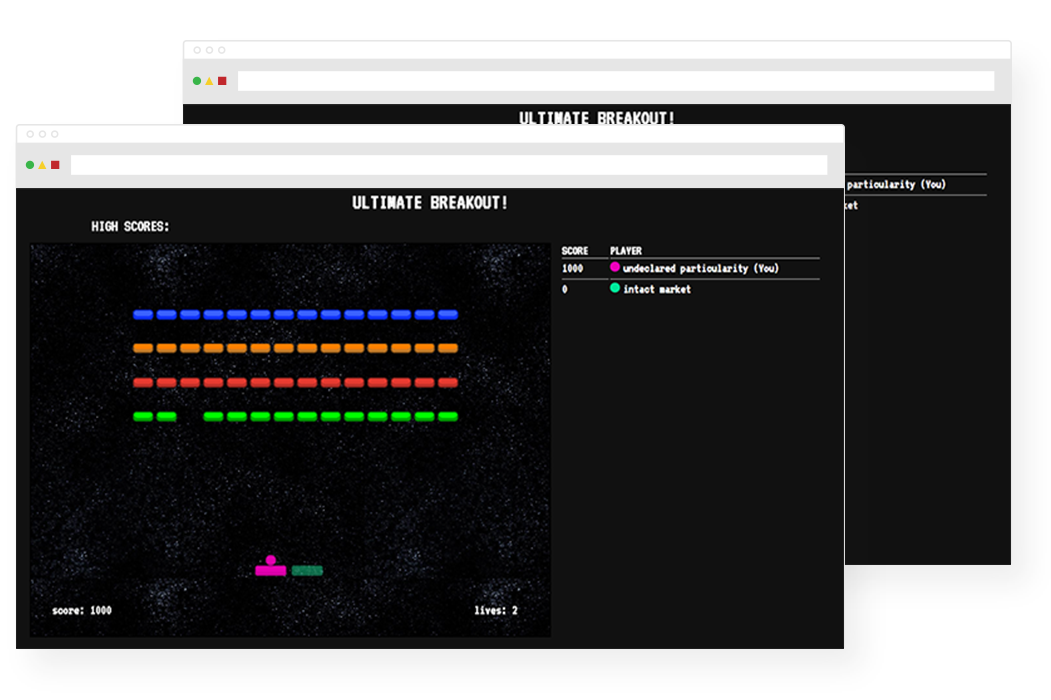 ULTIMATE BREAKOUT!
particularity (You)
ket
ULTIMATE BREAKOUT!
HIGH SCORES:
SCORE PLAYER
1000 undeclared particularity (You)
0 intact market
score: 1000 lives: 2